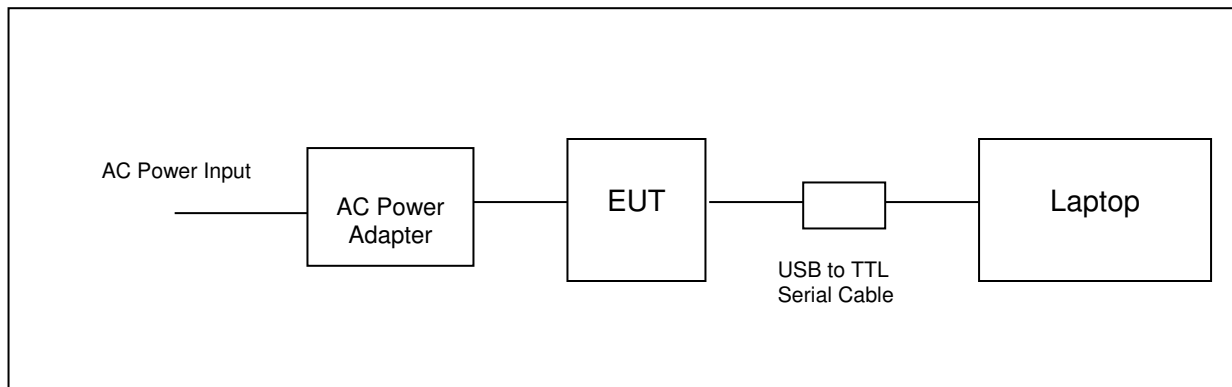 AC Power Input
AC Power
Adapter
EUT
USB to TTL
Serial Cable
Laptop